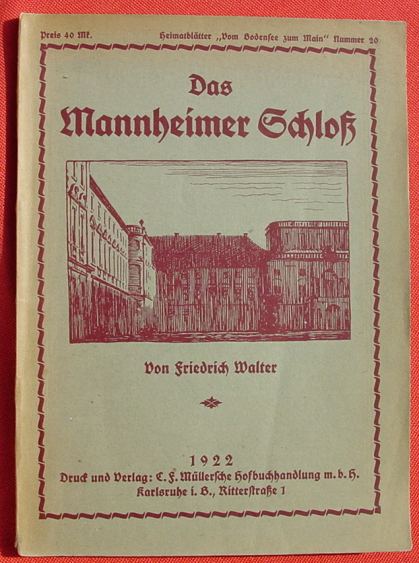 Preis 40 Mk. Heimatblätter „Vom Bodensee zum Main“ Nummer 20
Das
Mannheimer Schloß
Von Friedrich Walter
1922
Druck und Verlag: C. F. Müllersche Hofbuchhandlung m. b. H.
Karlsruhe i. B., Ritterstraße 1